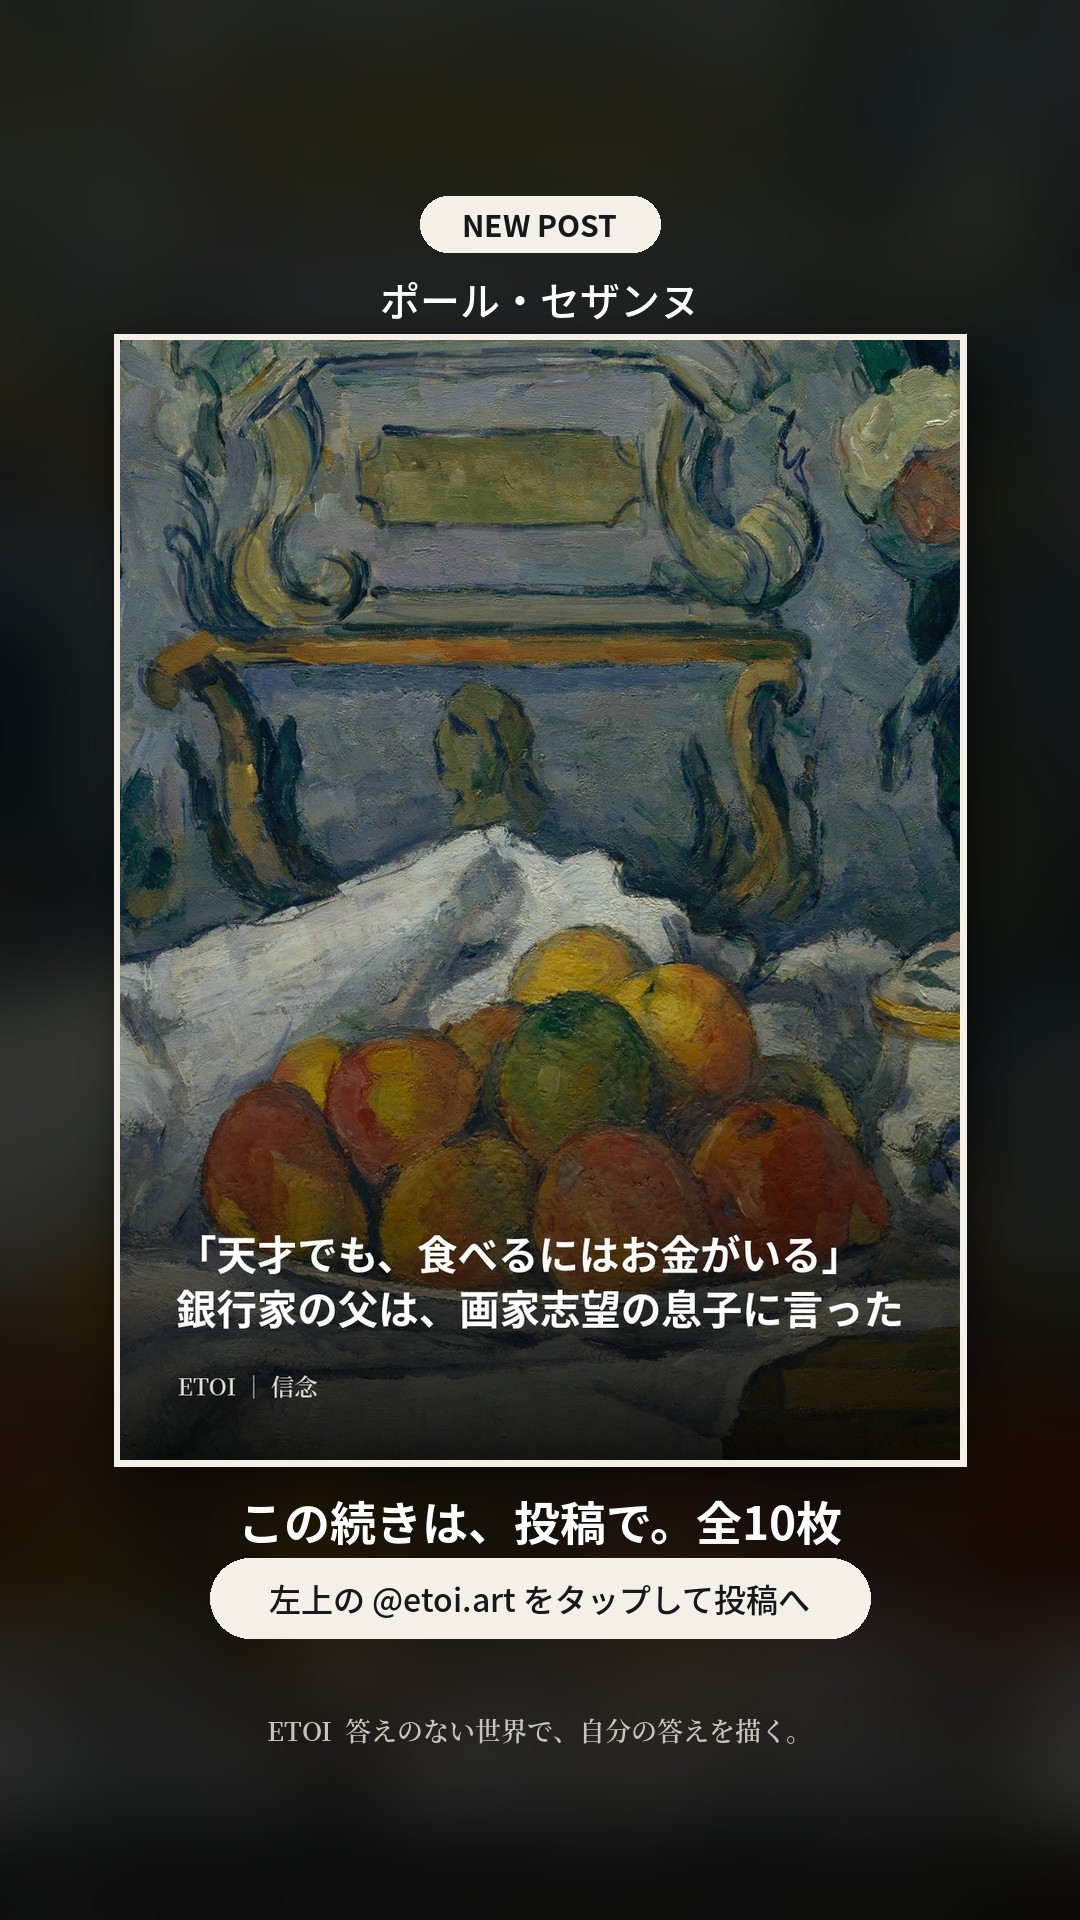 NEW POST
ポール・セザンヌ
「天才でも、食べるにはお金がいる」
銀行家の父は、画家志望の息子に言った
ETOI｜信念
この続きは、投稿で。全10枚
左上の @etoi.art をタップして投稿へ
ETOI 答えのない世界で、自分の答えを描く。